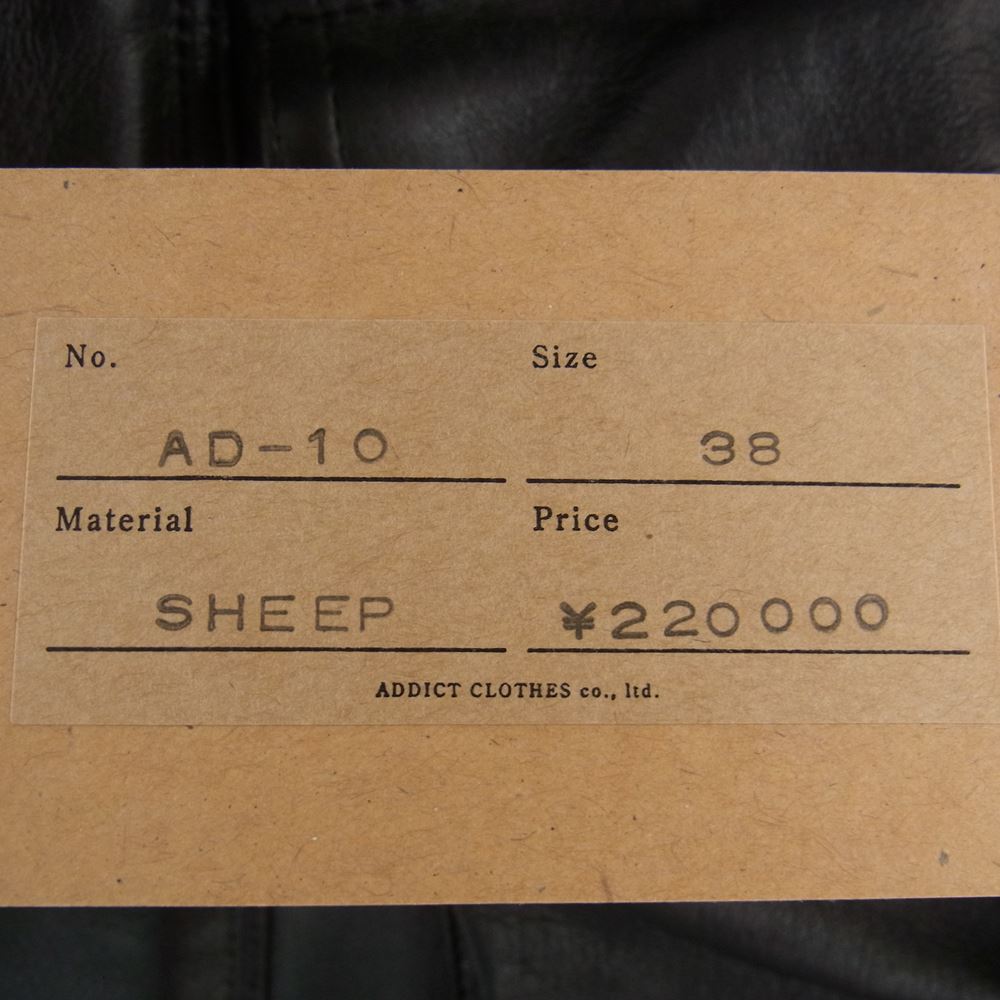 No. Size
AD-10 38
Material Price
SHEEP ¥220000
ADDICT CLOTHES co., ltd.